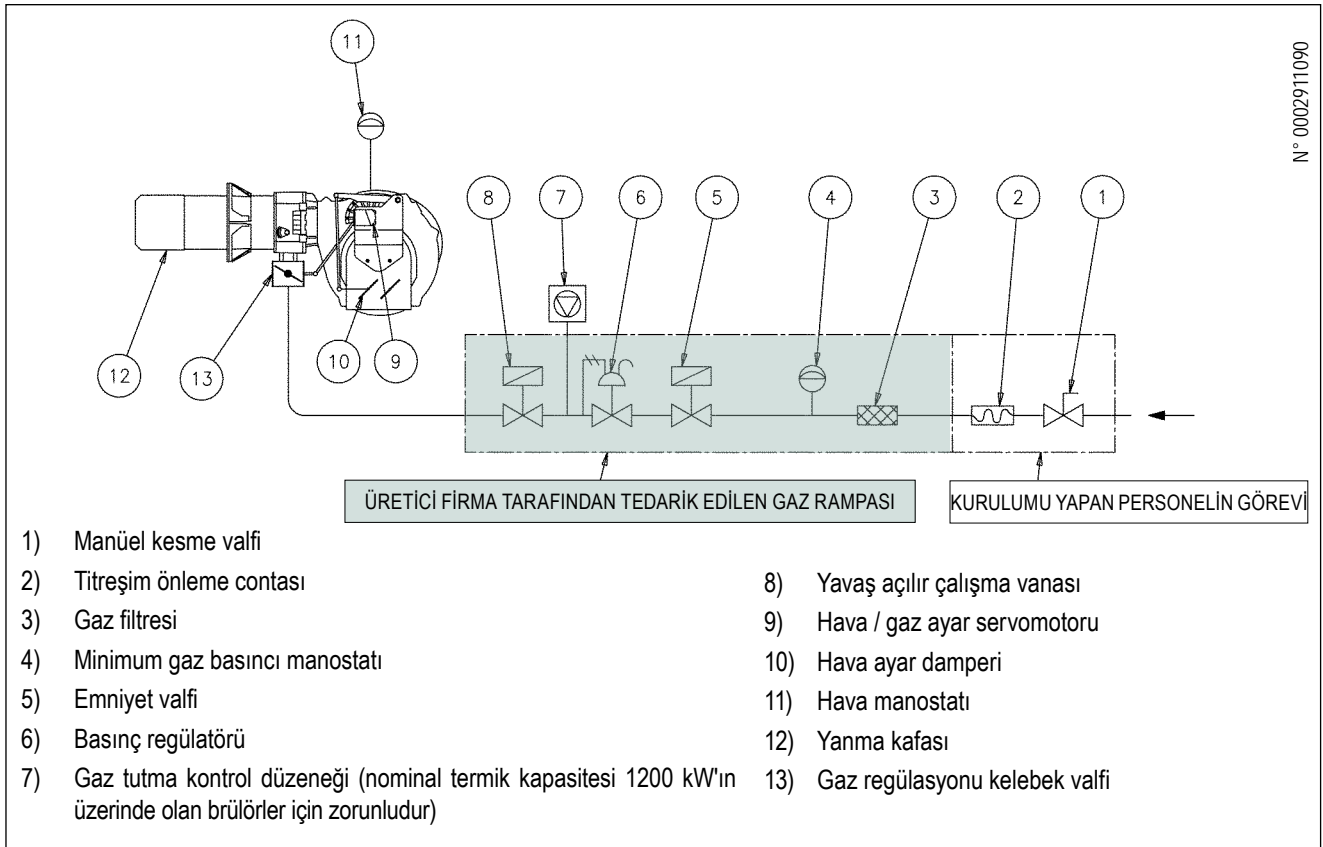 11
N° 0002911090
8
7
6
5
4
3
2
1
12
13
10
9
ÜRETİCİ FİRMA TARAFINDAN TEDARİK EDİLEN GAZ RAMPASI
KURULUMU YAPAN PERSONELİN GÖREVİ
1) Manüel kesme valfi
2) Titreşim önleme contası
3) Gaz filtresi
4) Minimum gaz basıncı manostatı
5) Emniyet valfi
6) Basınç regülatörü
7) Gaz tutma kontrol düzeneği (nominal termik kapasitesi 1200 kW'ın
üzerinde olan brülörler için zorunludur)
8) Yavaş açılır çalışma vanası
9) Hava / gaz ayar servomotoru
10) Hava ayar damperi
11) Hava manostatı
12) Yanma kafası
13) Gaz regülasyonu kelebek valfi